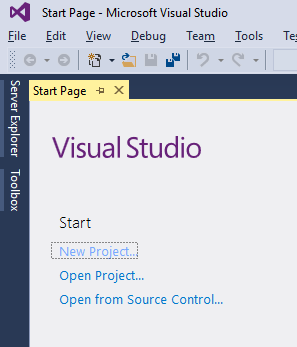 Start Page - Microsoft Visual Studio
File Edit View Debug Team Tools
Start Page
Server Explorer
Toolbox
Visual Studio
Start
New Project...
Open Project...
Open from Source Control...